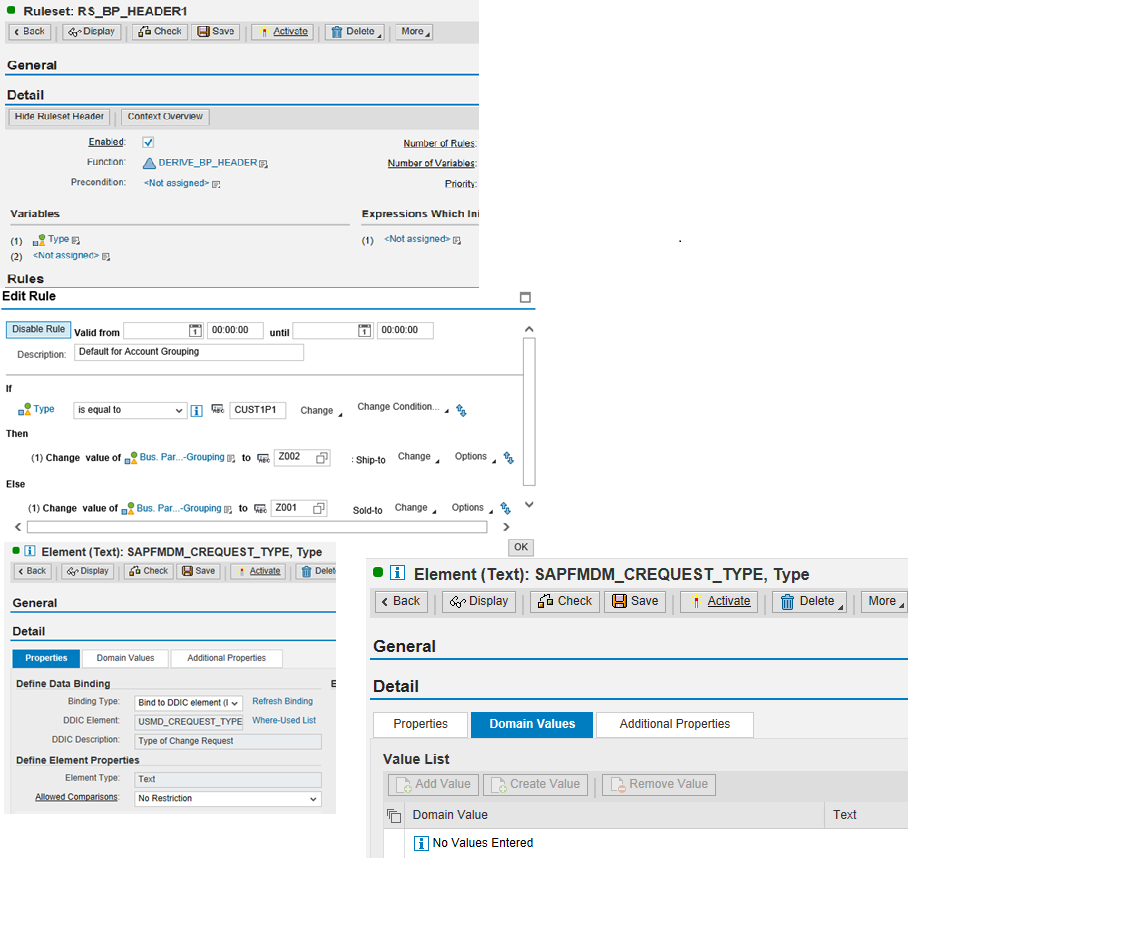 Ruleset: RS_BP_HEADER1
Back Display Check Save Activate Delete More
General
Detail
Hide Ruleset Header Context Overview
Enabled: Number of Rules:
Function: DERIVE_BP_HEADER Number of Variables:
Precondition: <Not assigned> Priority:
Variables Expressions Which Ini
(1) Type (1) <Not assigned>
(2) <Not assigned>
Rules
Edit Rule
Disable Rule Valid from 00:00:00 until 00:00:00
Description: Default for Account Grouping
If
Type is equal to CUST1P1 Change Change Condition...
Then
(1) Change value of Bus. Par...-Grouping to Z002 : Ship-to Change Options
Else
(1) Change value of Bus. Par...-Grouping to Z001 Sold-to Change Options
OK
Element (Text): SAPFMDM_CREQUEST_TYPE, Type
Back Display Check Save Activate Delet
General
Detail
Properties Domain Values Additional Properties
Define Data Binding E
Binding Type: Bind to DDIC element (I Refresh Binding
DDIC Element: USMD_CREQUEST_TYPE Where-Used List
DDIC Description: Type of Change Request
Define Element Properties
Element Type: Text
Allowed Comparisons: No Restriction
Element (Text): SAPFMDM_CREQUEST_TYPE, Type
Back Display Check Save Activate Delete More
General
Detail
Properties Domain Values Additional Properties
Value List
Add Value Create Value Remove Value
Domain Value Text
No Values Entered